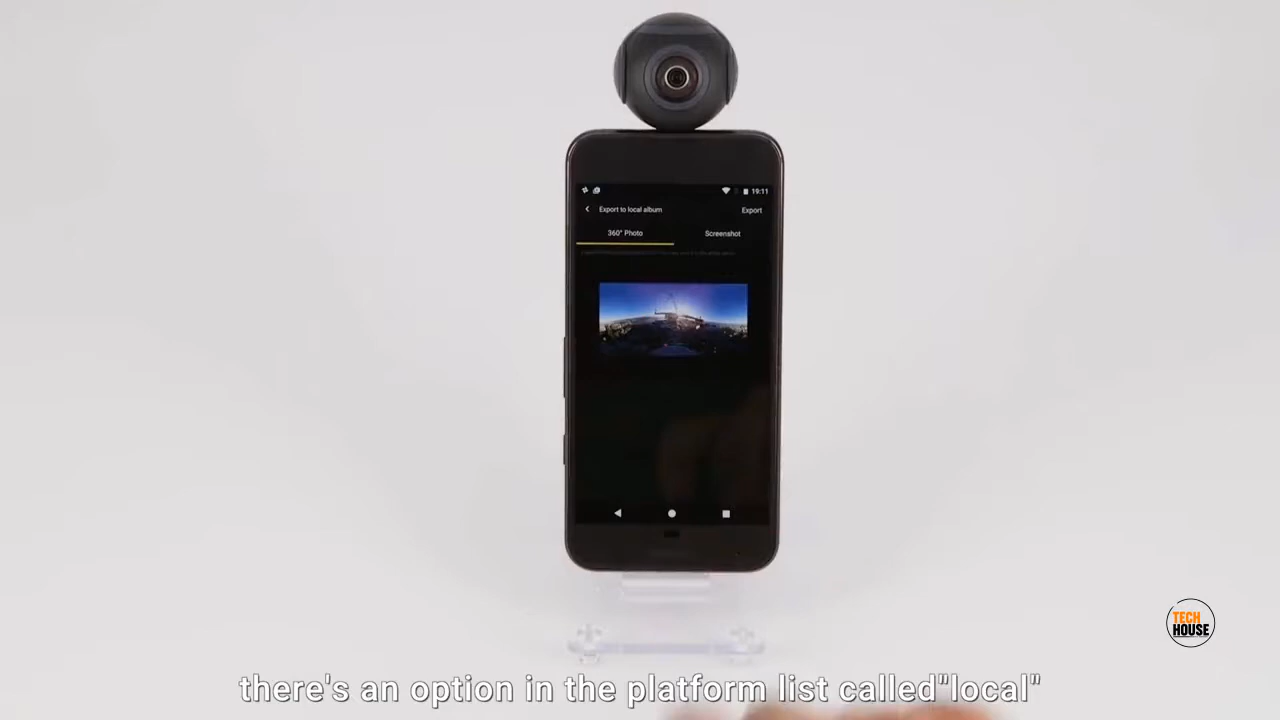 19:11
Export to local album
Export
360° Photo
Screenshot
TECH
HOUSE
there's an option in the platform list called"local"